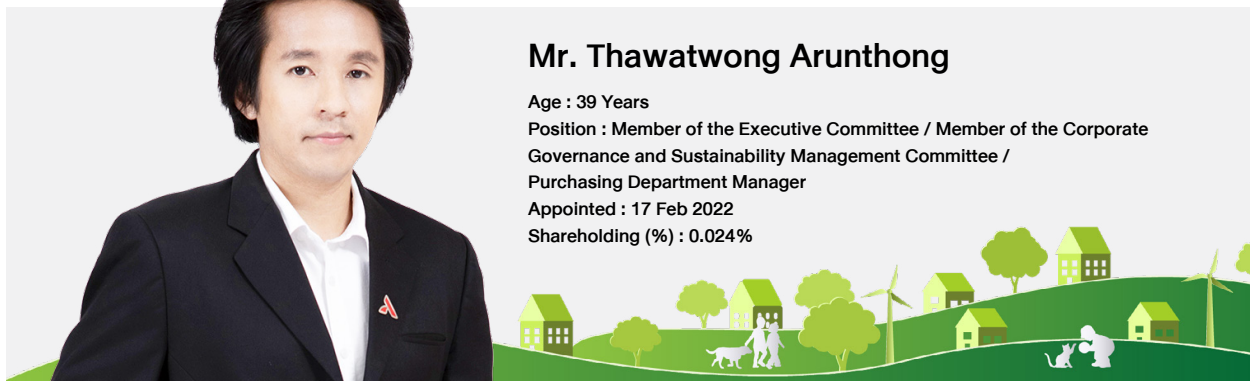 Mr. Thawatwong Arunthong
Age : 39 Years
Position : Member of the Executive Committee / Member of the Corporate
Governance and Sustainability Management Committee /
Purchasing Department Manager
Appointed : 17 Feb 2022
Shareholding (%) : 0.024%